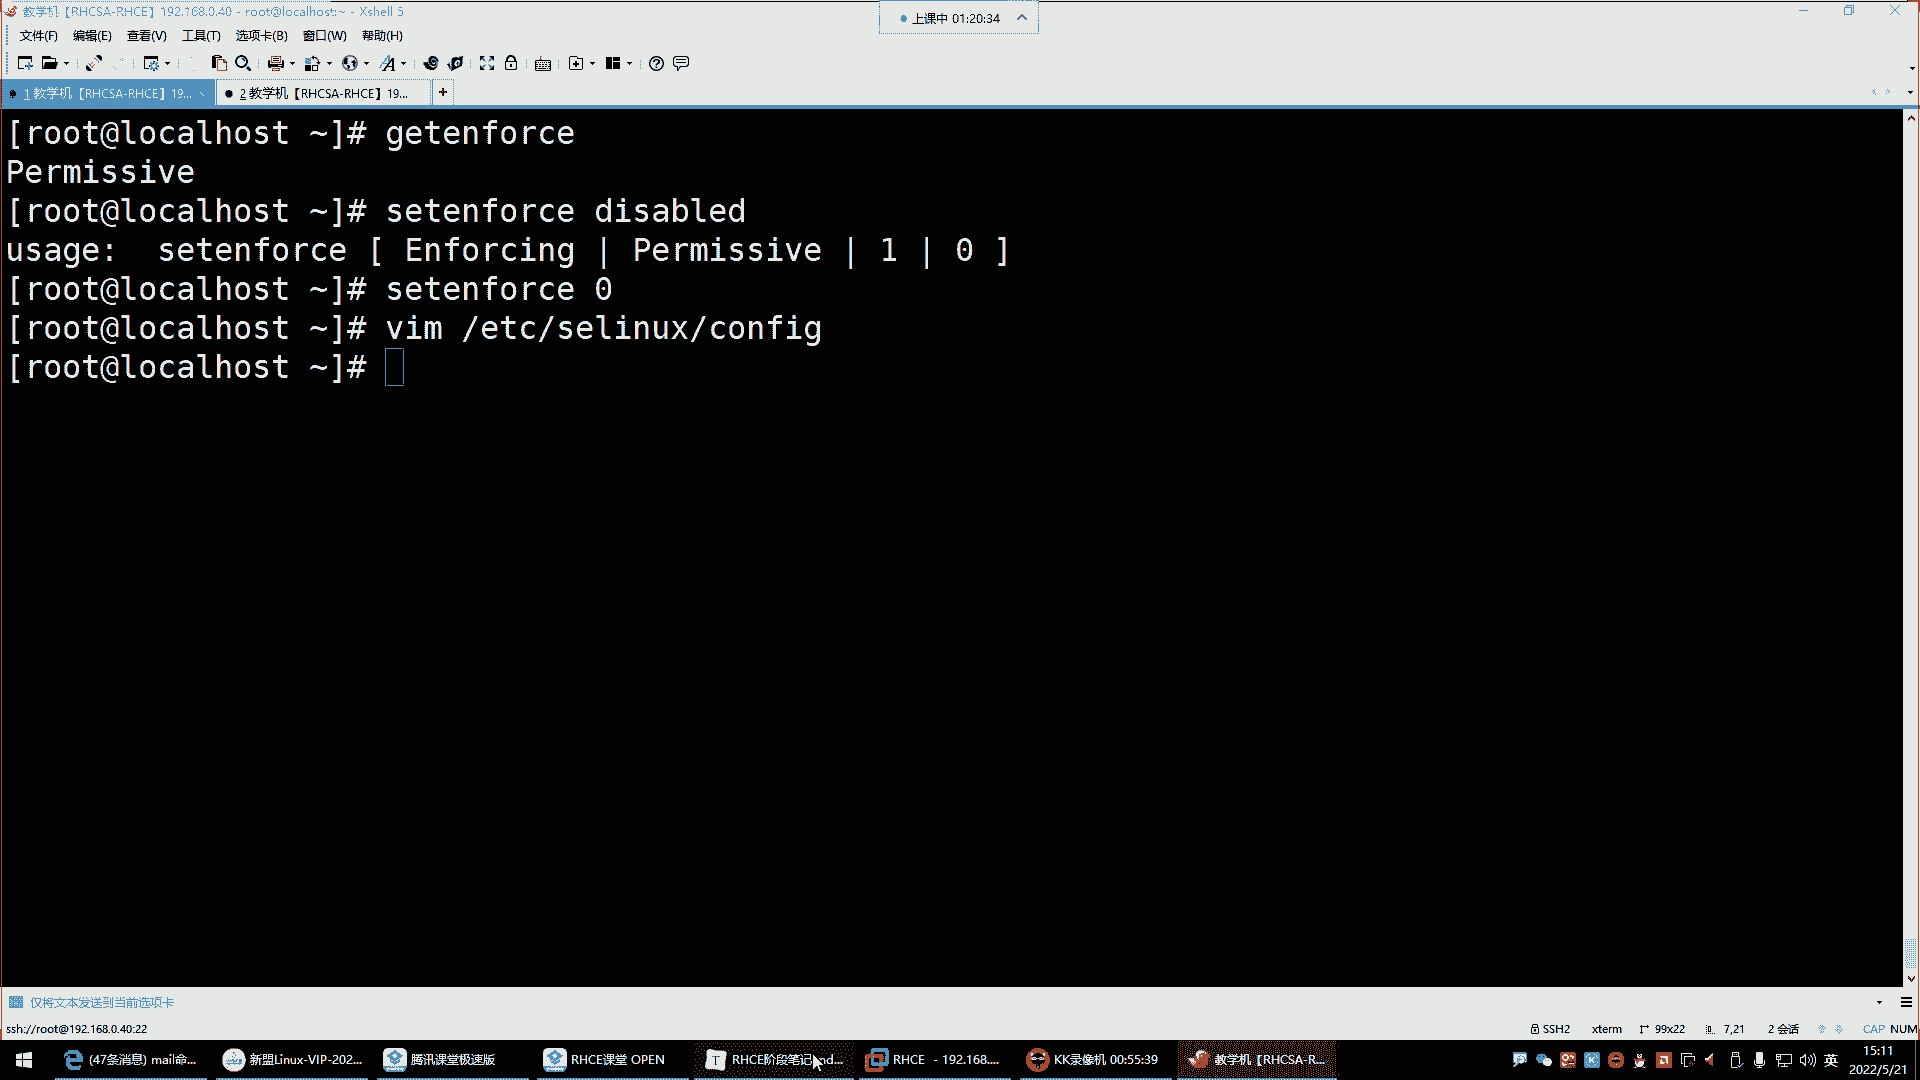 教学机【RHCSA-RHCE】192.168.0.40 - root@localhost:~ - Xshell 6
上课中 01:20:34
文件(F) 编辑(E) 查看(V) 工具(T) 选项卡(B) 窗口(W) 帮助(H)
1 教学机【RHCSA-RHCE】19... 2 教学机【RHCSA-RHCE】19...
[root@localhost ~]# getenforce
Permissive
[root@localhost ~]# setenforce disabled
usage:  setenforce [ Enforcing | Permissive | 1 | 0 ]
[root@localhost ~]# setenforce 0
[root@localhost ~]# vim /etc/selinux/config
[root@localhost ~]#
仅将文本发送到当前选项卡
ssh://root@192.168.0.40:22 SSH2 xterm 99x22 7,21 2 会话 CAP NUM
(47条消息) mail命... 新盟Linux-VIP-202... 腾讯课堂极速版 RHCE课堂 OPEN RHCE阶段笔记.md... RHCE - 192.168.... KK录像机 00:55:39 教学机【RHCSA-R... 英 15:11
2022/5/21